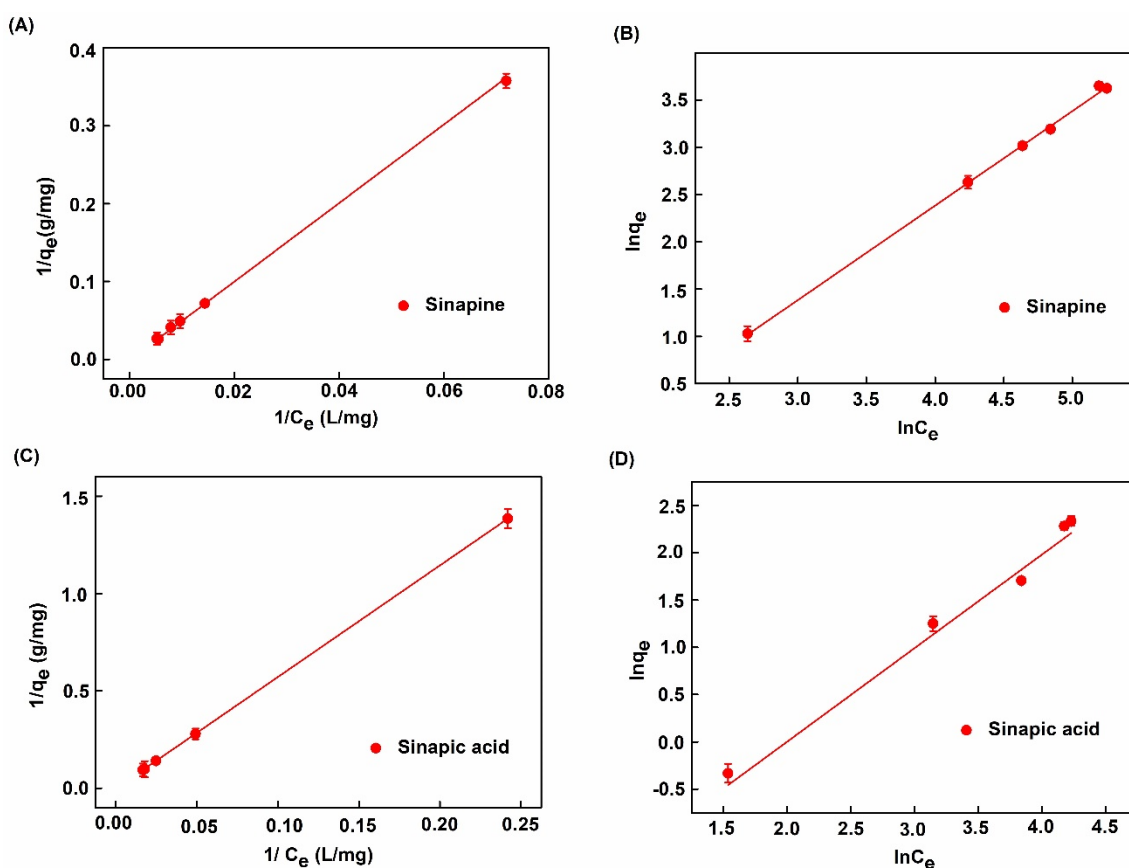 (A)
0.4
0.3
0.2
0.1
0.0
0.00 0.02 0.04 0.06 0.08
1/qe(g/mg)
1/Ce (L/mg)
Sinapine
(B)
3.5
3.0
2.5
2.0
1.5
1.0
0.5
2.5 3.0 3.5 4.0 4.5 5.0
lnqe
lnCe
Sinapine
(C)
1.5
1.0
0.5
0.0
0.00 0.05 0.10 0.15 0.20 0.25
1/qe (g/mg)
1/ Ce (L/mg)
Sinapic acid
(D)
2.5
2.0
1.5
1.0
0.5
0.0
-0.5
1.5 2.0 2.5 3.0 3.5 4.0 4.5
lnqe
lnCe
Sinapic acid